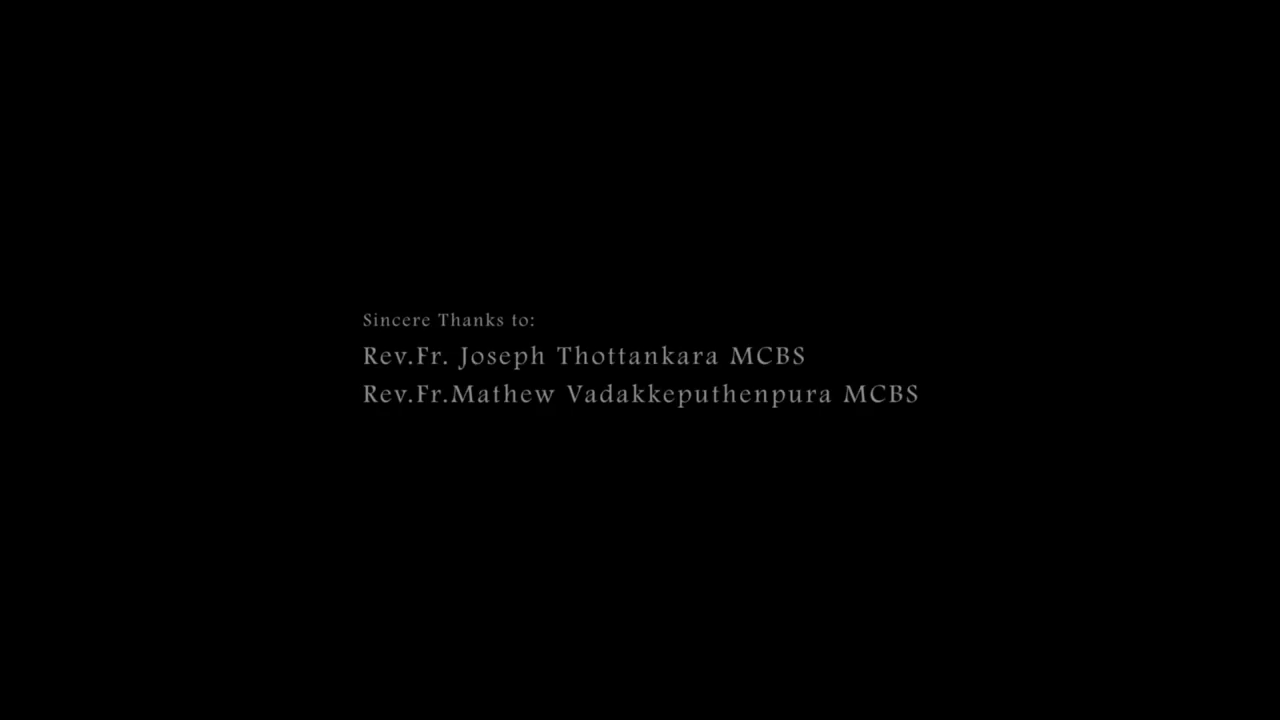 Sincere Thanks to:
Rev.Fr. Joseph Thottankara MCBS
Rev.Fr.Mathew Vadakkeputhenpura MCBS